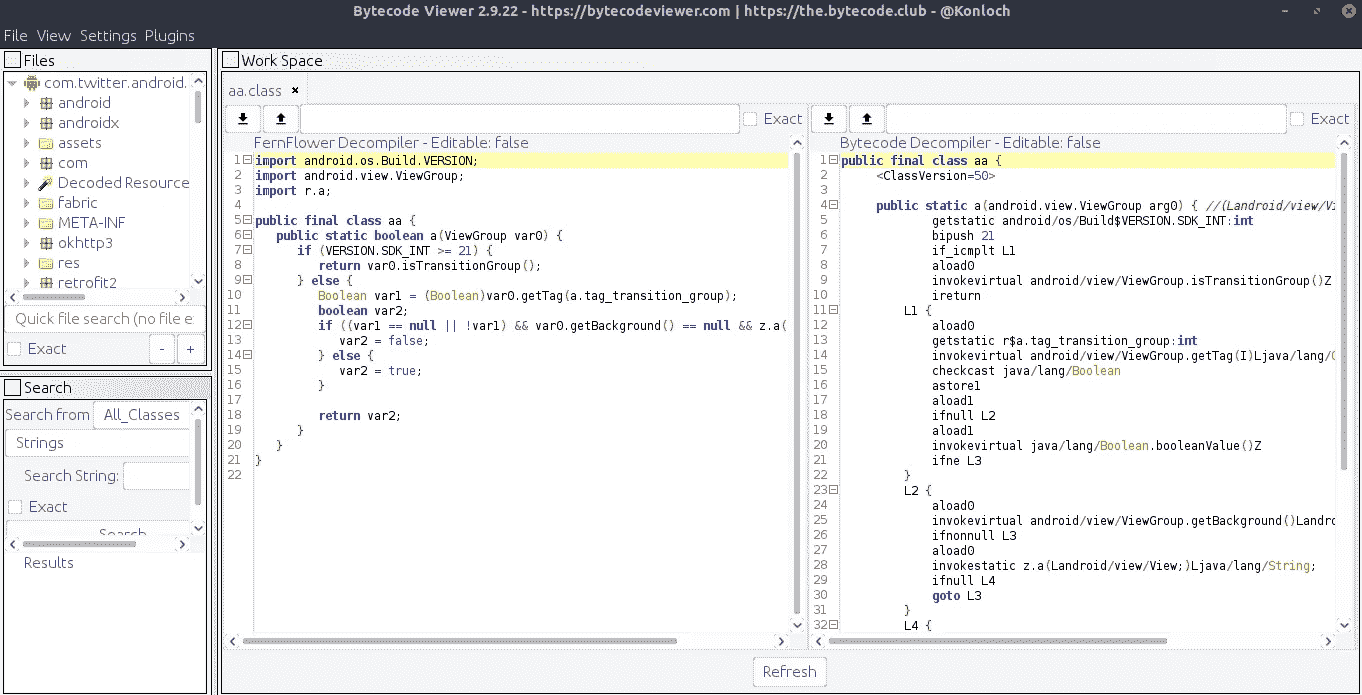 Bytecode Viewer 2.9.22 - https://bytecodeviewer.com | https://the.bytecode.club - @Konloch
File View Settings Plugins
Files
com.twitter.android.
android
androidx
assets
com
Decoded Resource
fabric
META-INF
okhttp3
res
retrofit2
Quick file search (no file e
Exact
- +
Search
Search from All_Classes
Strings
Search String:
Exact
Search
Results
Work Space
aa.class ×
Exact
FernFlower Decompiler - Editable: false
1 import android.os.Build.VERSION;
2 import android.view.ViewGroup;
3 import r.a;
4
5 public final class aa {
6 public static boolean a(ViewGroup var0) {
7 if (VERSION.SDK_INT >= 21) {
8 return var0.isTransitionGroup();
9 } else {
10 Boolean var1 = (Boolean)var0.getTag(a.tag_transition_group);
11 boolean var2;
12 if ((var1 == null || !var1) && var0.getBackground() == null && z.a(
13 var2 = false;
14 } else {
15 var2 = true;
16 }
17
18 return var2;
19 }
20 }
21 }
22
Exact
Bytecode Decompiler - Editable: false
1 public final class aa {
2 <ClassVersion=50>
3
4 public static a(android.view.ViewGroup arg0) { //(Landroid/view/Vi
5 getstatic android/os/Build$VERSION.SDK_INT:int
6 bipush 21
7 if_icmplt L1
8 aload0
9 invokevirtual android/view/ViewGroup.isTransitionGroup()Z
10 ireturn
11 L1 {
12 aload0
13 getstatic r$a.tag_transition_group:int
14 invokevirtual android/view/ViewGroup.getTag(I)Ljava/lang/O
15 checkcast java/lang/Boolean
16 astore1
17 aload1
18 ifnull L2
19 aload1
20 invokevirtual java/lang/Boolean.booleanValue()Z
21 ifne L3
22 }
23 L2 {
24 aload0
25 invokevirtual android/view/ViewGroup.getBackground()Landro
26 ifnonnull L3
27 aload0
28 invokestatic z.a(Landroid/view/View;)Ljava/lang/String;
29 ifnull L4
30 goto L3
31 }
32 L4 {
Refresh